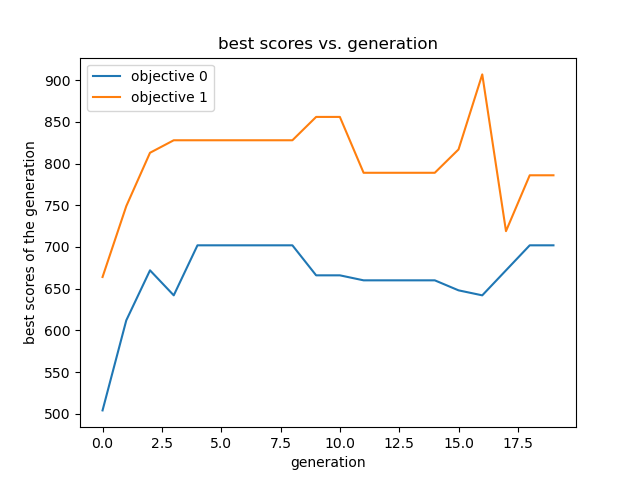 best scores vs. generation
objective 0
objective 1
best scores of the generation
900
850
800
750
700
650
600
550
500
0.0 2.5 5.0 7.5 10.0 12.5 15.0 17.5
generation